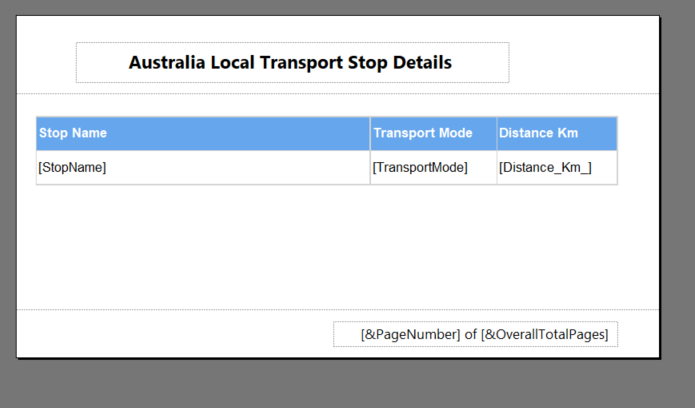 Australia Local Transport Stop Details
Stop Name Transport Mode Distance Km
[StopName] [TransportMode] [Distance_Km_]
[&PageNumber] of [&OverallTotalPages]